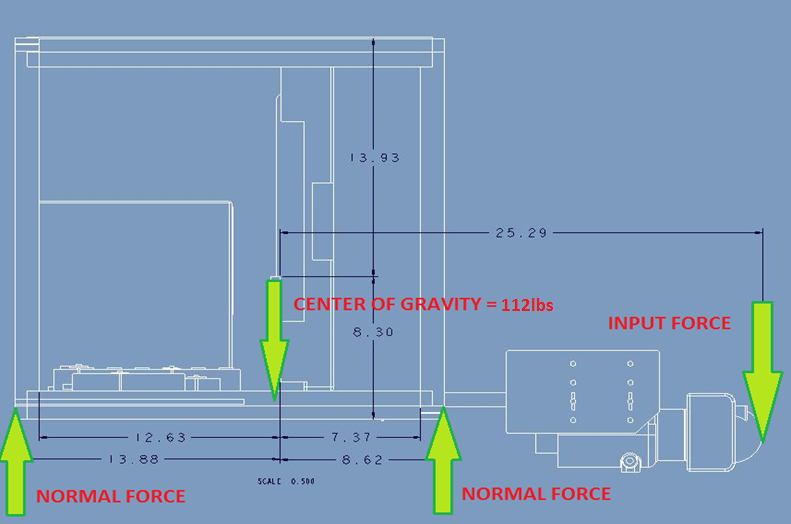 13.93
25.29
CENTER OF GRAVITY = 112lbs
INPUT FORCE
8.30
12.63
7.37
13.88
8.62
SCALE 0.500
NORMAL FORCE
NORMAL FORCE